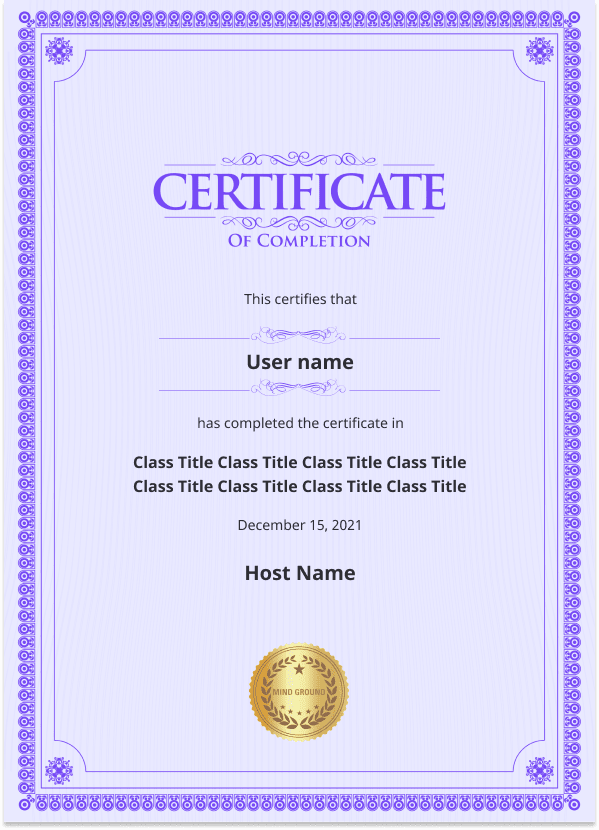 CERTIFICATE
OF COMPLETION
This certifies that
User name
has completed the certificate in
Class Title Class Title Class Title Class Title
Class Title Class Title Class Title Class Title
December 15, 2021
Host Name
MIND GROUND